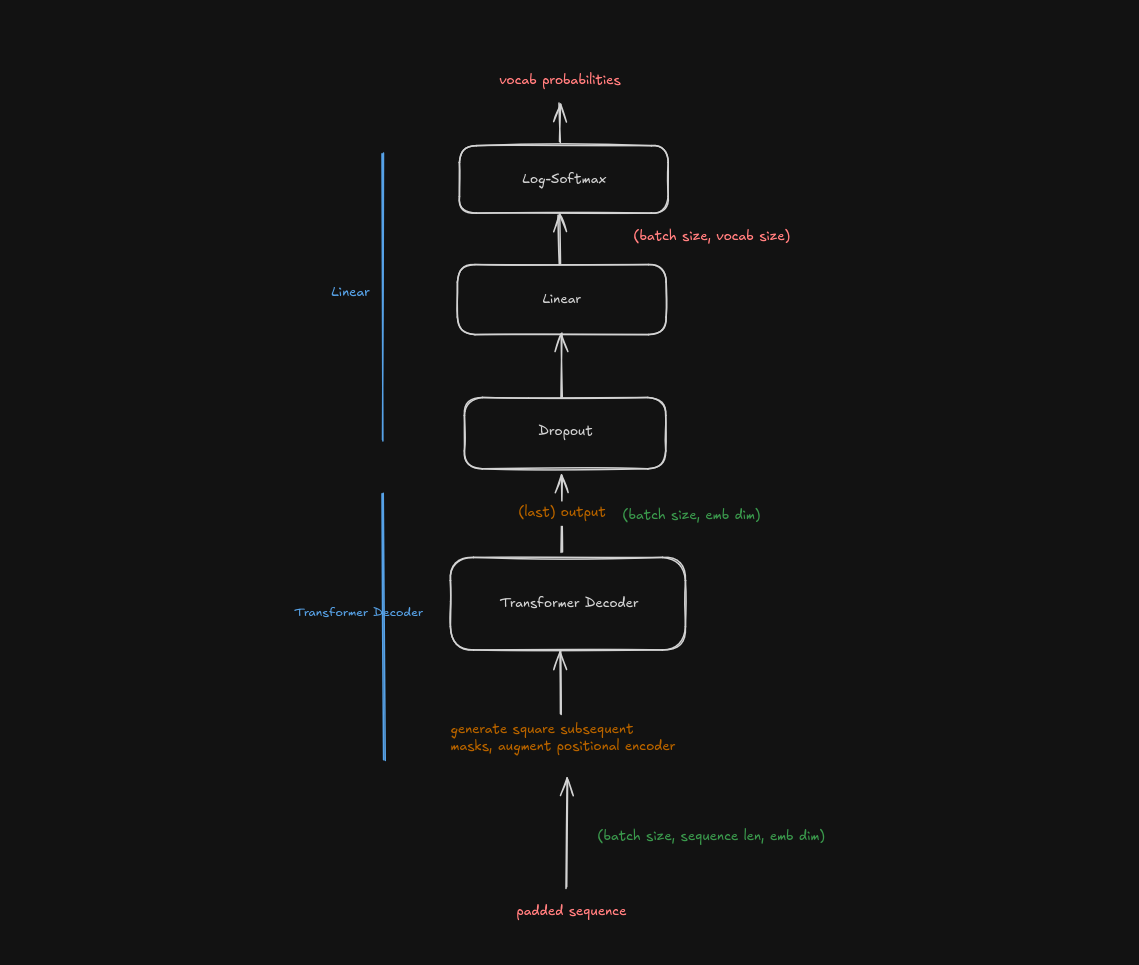 vocab probabilities
Log-Softmax
(batch size, vocab size)
Linear
Linear
Dropout
(last) output
(batch size, emb dim)
Transformer Decoder
Transformer Decoder
generate square subsequent
masks, augment positional encoder
(batch size, sequence len, emb dim)
padded sequence